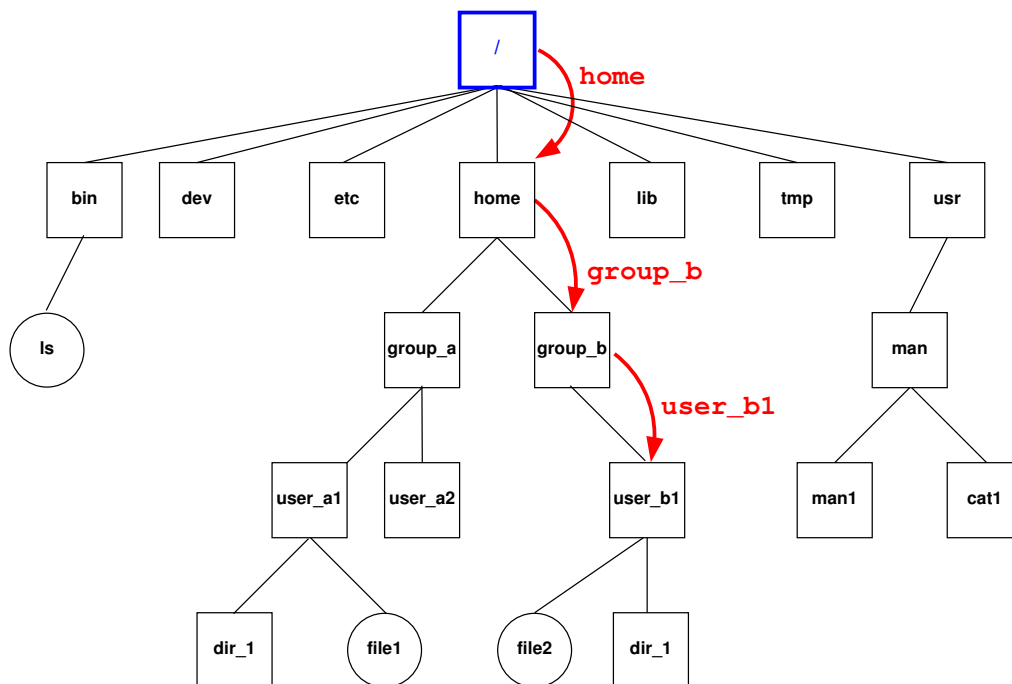 /
home
bin dev etc home lib tmp usr
group_b
ls group_a group_b man
user_b1
user_a1 user_a2 user_b1 man1 cat1
dir_1 file1 file2 dir_1